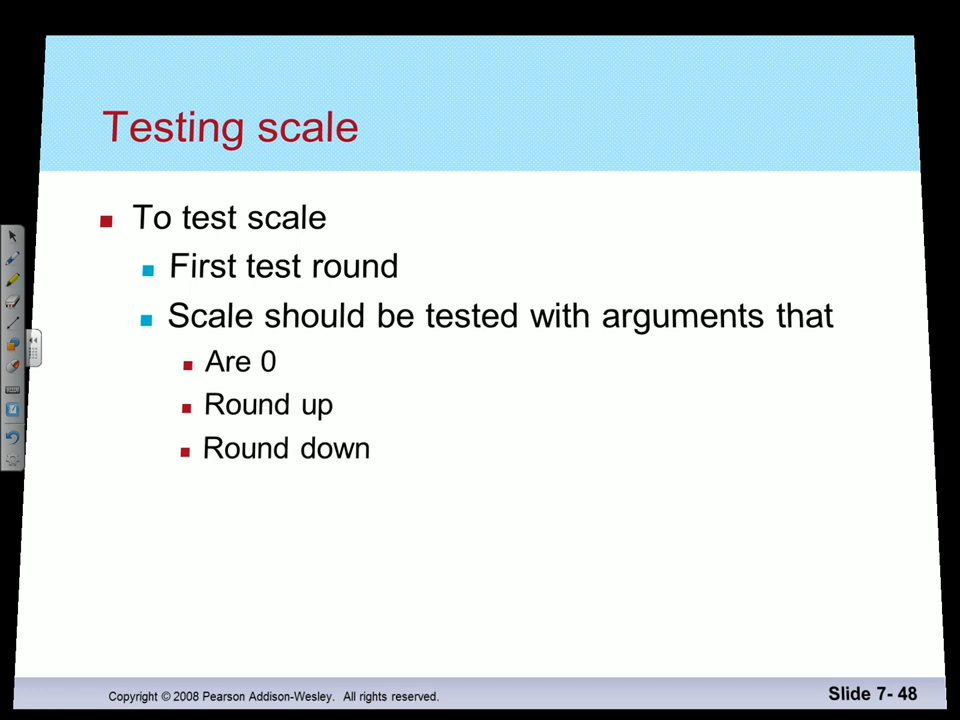 Testing scale
To test scale
First test round
Scale should be tested with arguments that
Are 0
Round up
Round down
Copyright © 2008 Pearson Addison-Wesley. All rights reserved.
Slide 7- 48